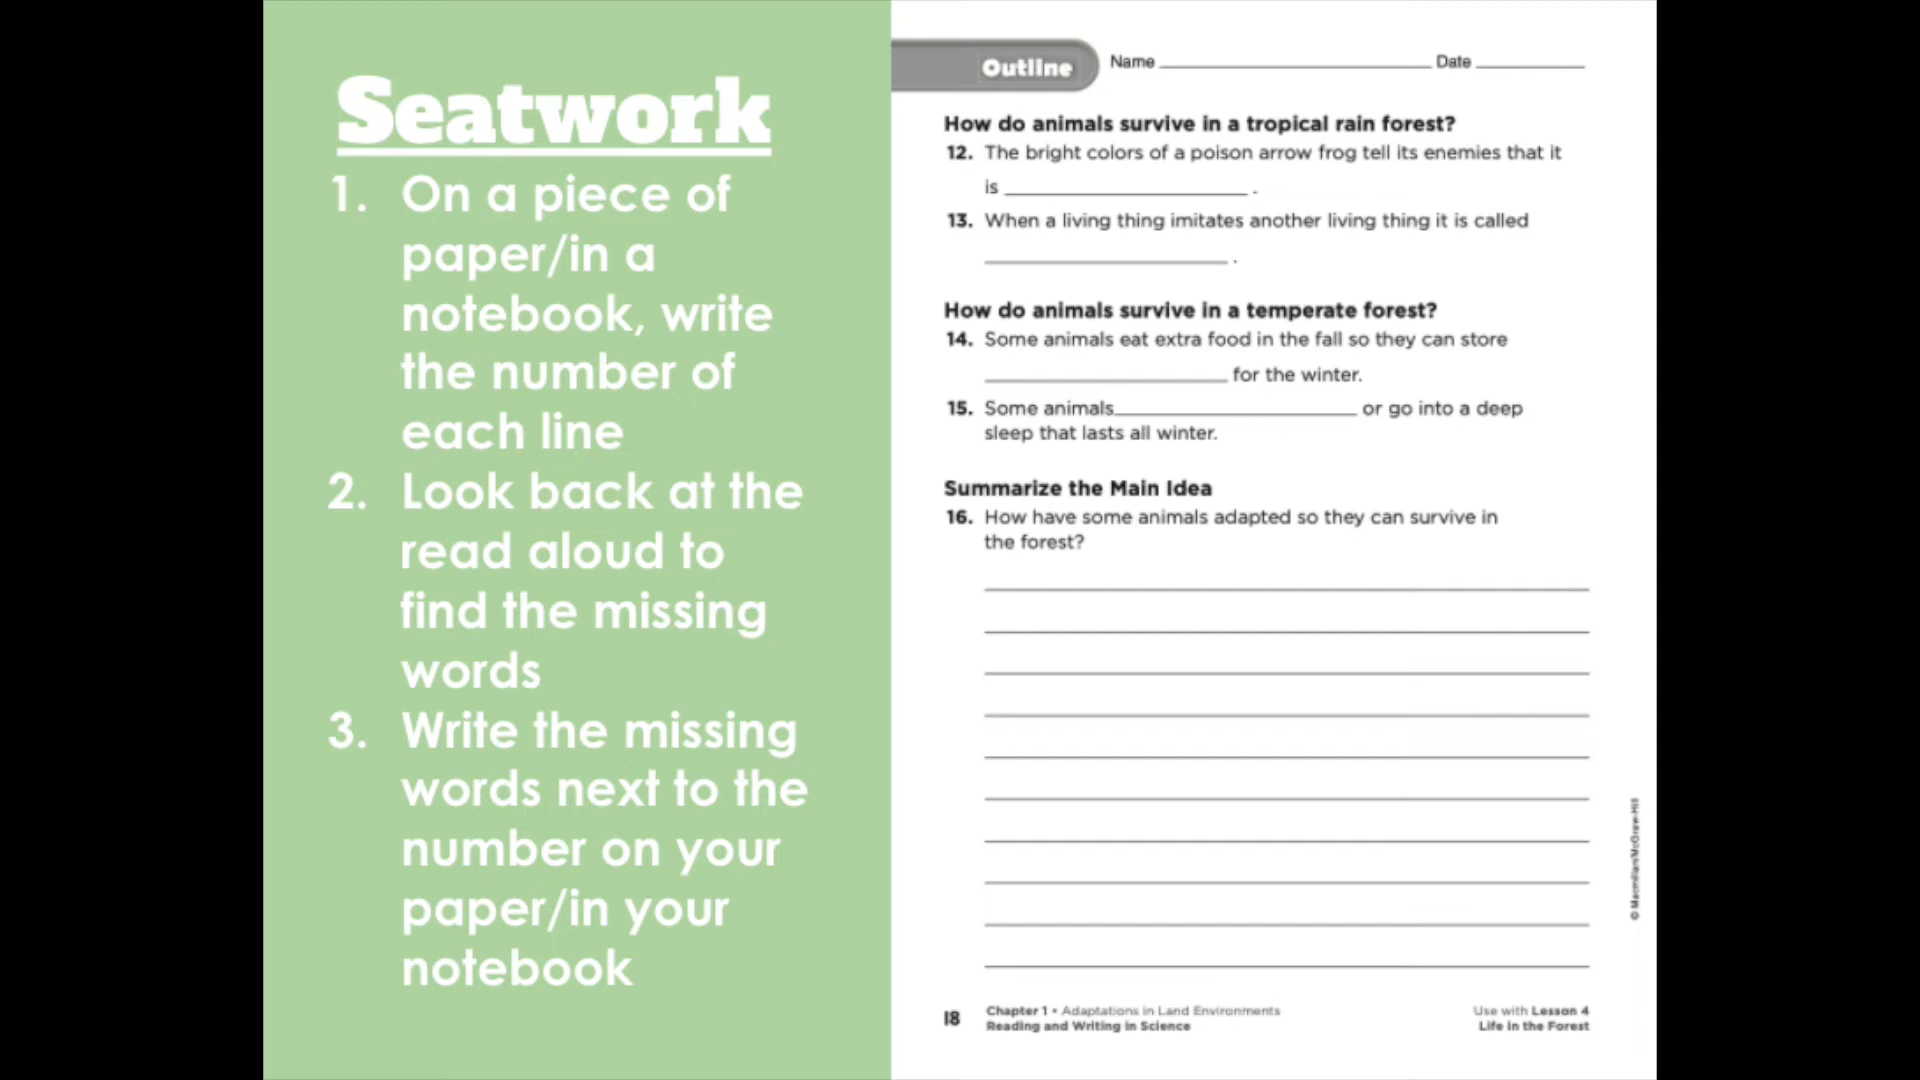 Seatwork
1. On a piece of
paper/in a
notebook, write
the number of
each line
2. Look back at the
read aloud to
find the missing
words
3. Write the missing
words next to the
number on your
paper/in your
notebook
Outline Name Date
How do animals survive in a tropical rain forest?
12. The bright colors of a poison arrow frog tell its enemies that it
is .
13. When a living thing imitates another living thing it is called
.
How do animals survive in a temperate forest?
14. Some animals eat extra food in the fall so they can store
for the winter.
15. Some animals or go into a deep
sleep that lasts all winter.
Summarize the Main Idea
16. How have some animals adapted so they can survive in
the forest?
© Macmillan/McGraw-Hill
18 Chapter 1 • Adaptations in Land Environments Use with Lesson 4
Reading and Writing in Science Life in the Forest